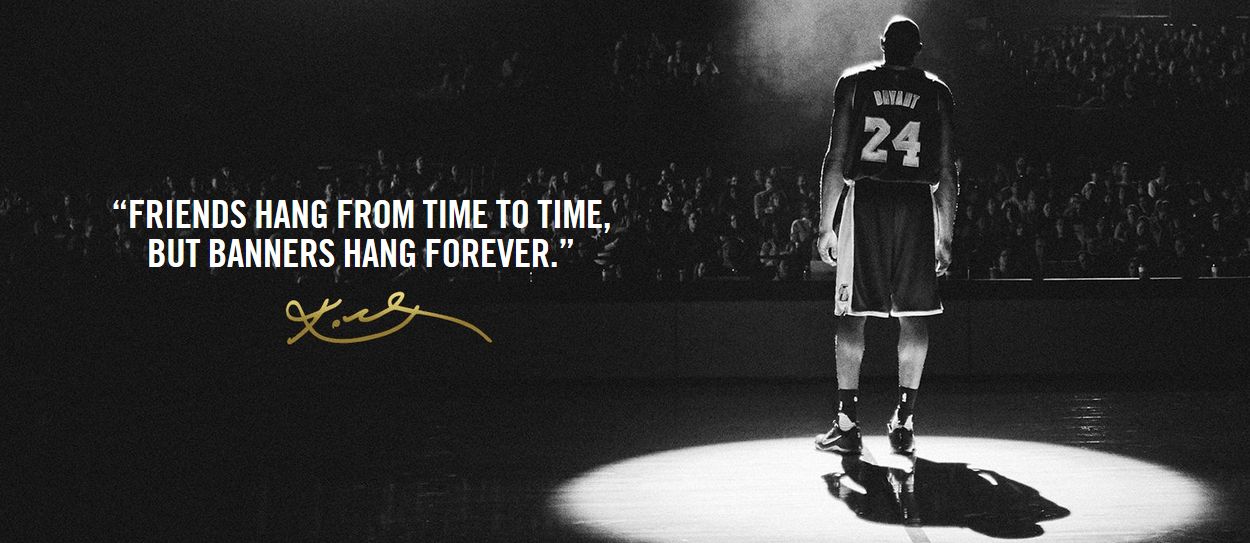 “FRIENDS HANG FROM TIME TO TIME,
BUT BANNERS HANG FOREVER.”
BRYANT
24